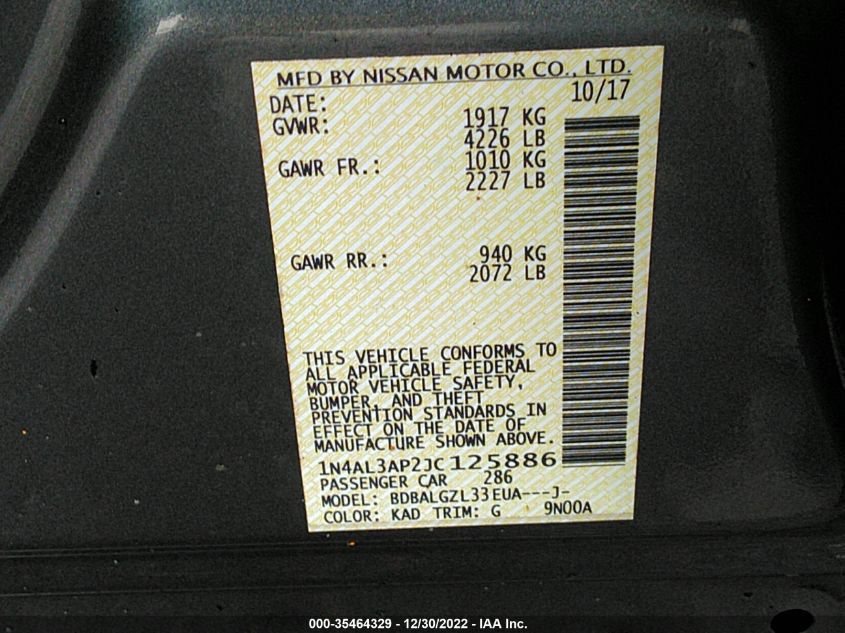 MFD BY NISSAN MOTOR CO., LTD.
DATE: 10/17
GVWR: 1917 KG
4226 LB
GAWR FR.: 1010 KG
2227 LB
GAWR RR.: 940 KG
2072 LB
THIS VEHICLE CONFORMS TO
ALL APPLICABLE FEDERAL
MOTOR VEHICLE SAFETY,
BUMPER, AND THEFT
PREVENTION STANDARDS IN
EFFECT ON THE DATE OF
MANUFACTURE SHOWN ABOVE.
1N4AL3AP2JC125886
PASSENGER CAR 286
MODEL: BDBALGZL33EUA---J-
COLOR: KAD TRIM: G 9N00A
000-35464329 - 12/30/2022 - IAA Inc.